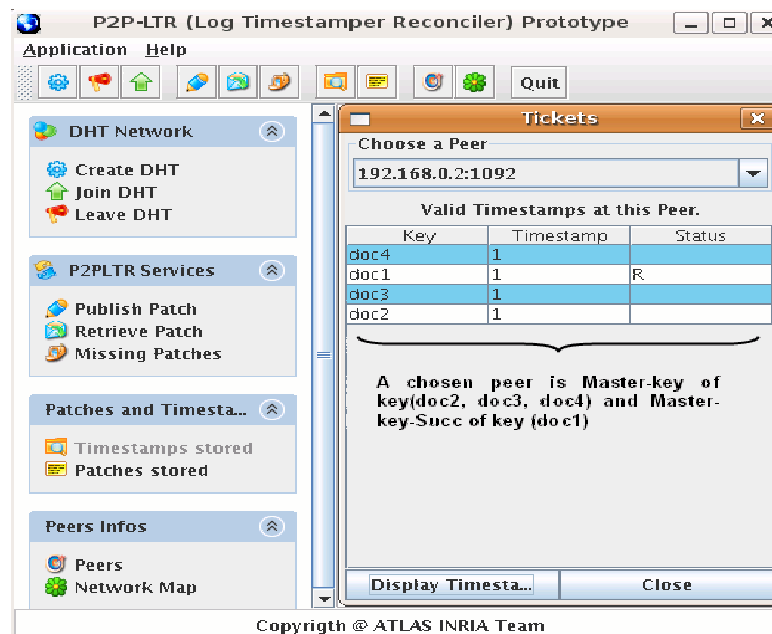 P2P-LTR (Log Timestamper Reconciler) Prototype
Application Help
Quit
DHT Network
Create DHT
Join DHT
Leave DHT
P2PLTR Services
Publish Patch
Retrieve Patch
Missing Patches
Patches and Timesta...
Timestamps stored
Patches stored
Peers Infos
Peers
Network Map
Tickets
Choose a Peer
192.168.0.2:1092
Valid Timestamps at this Peer.
Key Timestamp Status
doc4 1
doc1 1 R
doc3 1
doc2 1
A chosen peer is Master-key of
key(doc2, doc3, doc4) and Master-
key-Succ of key (doc1)
Display Timesta... Close
Copyrigth @ ATLAS INRIA Team